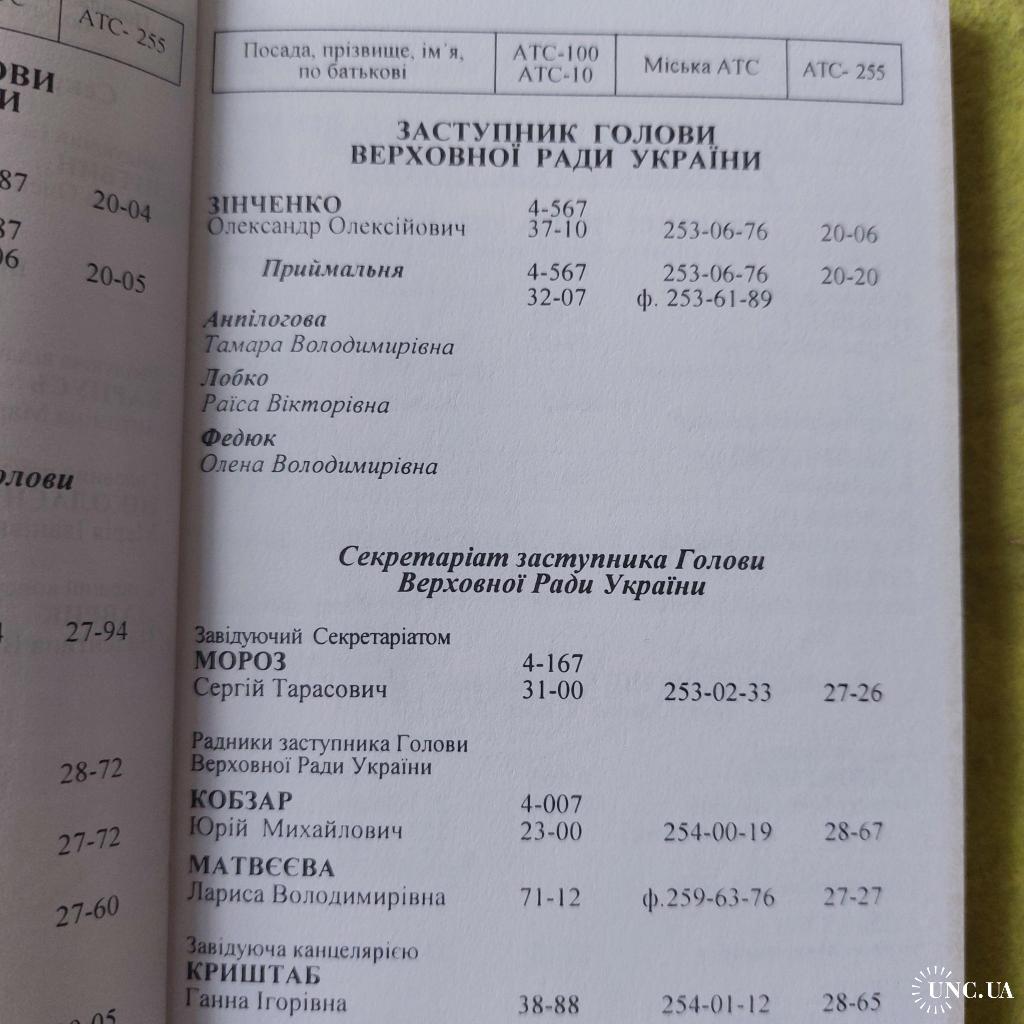 АТС- 255
ОВИ
И
87
20-04
87
06
20-05
олови
4
27-94
28-72
27-72
27-60
Посада, прізвище, ім'я,
по батькові
АТС-100
АТС-10
Міська АТС
АТС- 255
ЗАСТУПНИК ГОЛОВИ
ВЕРХОВНОЇ РАДИ УКРАЇНИ
ЗІНЧЕНКО 4-567
Олександр Олексійович 37-10 253-06-76 20-06
Приймальня 4-567 253-06-76 20-20
32-07 ф. 253-61-89
Анпілогова
Тамара Володимирівна
Лобко
Раїса Вікторівна
Федюк
Олена Володимирівна
Секретаріат заступника Голови
Верховної Ради України
Завідуючий Секретаріатом
МОРОЗ 4-167
Сергій Тарасович 31-00 253-02-33 27-26
Радники заступника Голови
Верховної Ради України
КОБЗАР 4-007
Юрій Михайлович 23-00 254-00-19 28-67
МАТВЄЄВА
Лариса Володимирівна 71-12 ф.259-63-76 27-27
Завідуюча канцелярією
КРИШТАБ
Ганна Ігорівна 38-88 254-01-12 28-65
UNC.UA